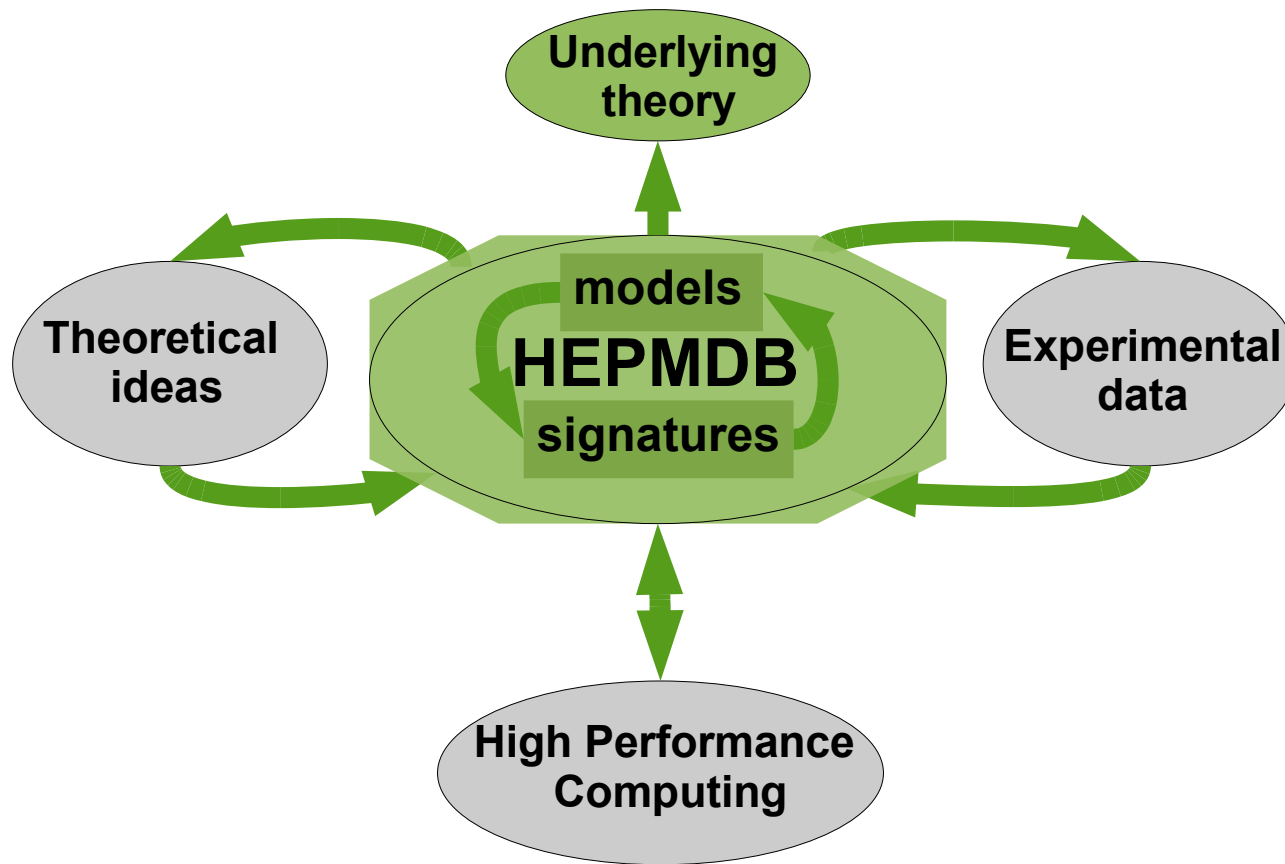 Underlying
theory
models
HEPMDB
signatures
Theoretical
ideas
Experimental
data
High Performance
Computing